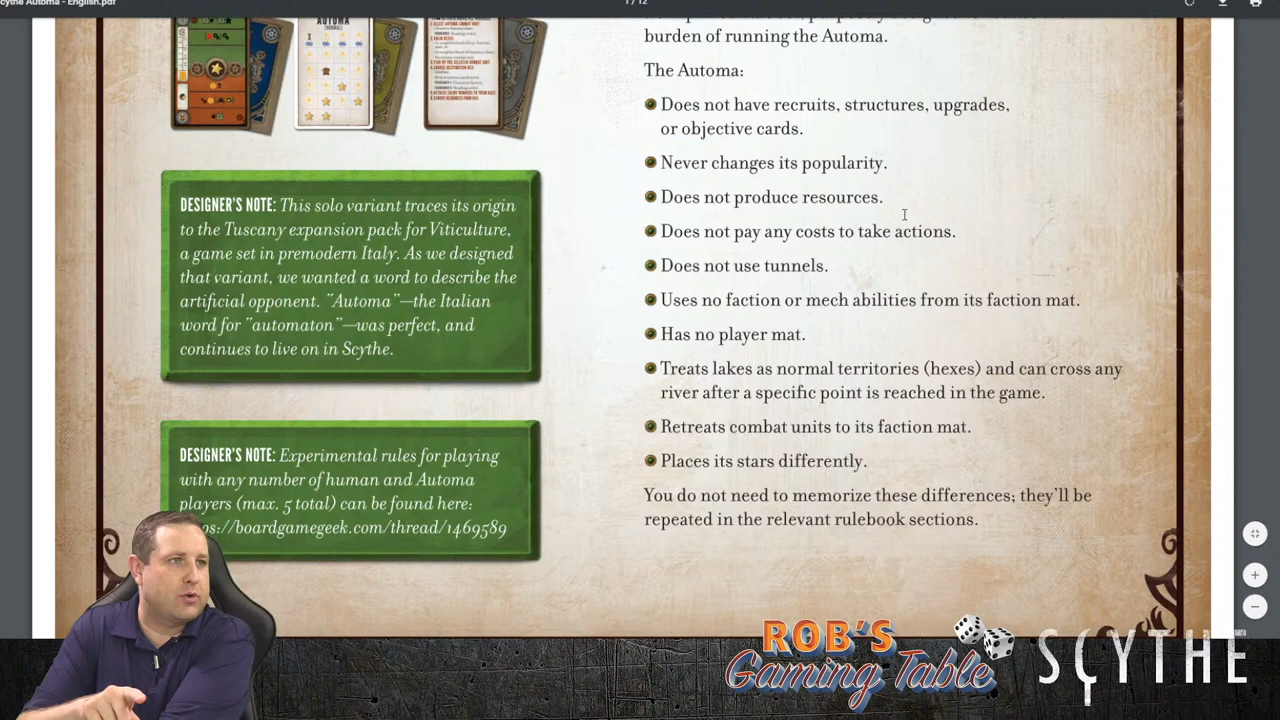 Scythe Automa - English.pdf
1 / 12
AUTOMA
burden of running the Automa.
The Automa:
Does not have recruits, structures, upgrades,
or objective cards.
Never changes its popularity.
Does not produce resources.
Does not pay any costs to take actions.
Does not use tunnels.
Uses no faction or mech abilities from its faction mat.
Has no player mat.
Treats lakes as normal territories (hexes) and can cross any
river after a specific point is reached in the game.
Retreats combat units to its faction mat.
Places its stars differently.
You do not need to memorize these differences; they’ll be
repeated in the relevant rulebook sections.
DESIGNER'S NOTE: This solo variant traces its origin
to the Tuscany expansion pack for Viticulture,
a game set in premodern Italy. As we designed
that variant, we wanted a word to describe the
artificial opponent. "Automa"—the Italian
word for "automaton"—was perfect, and
continues to live on in Scythe.
DESIGNER'S NOTE: Experimental rules for playing
with any number of human and Automa
players (max. 5 total) can be found here:
ps://boardgamegeek.com/thread/1469589
ROB'S
Gaming Table
SCYTHE